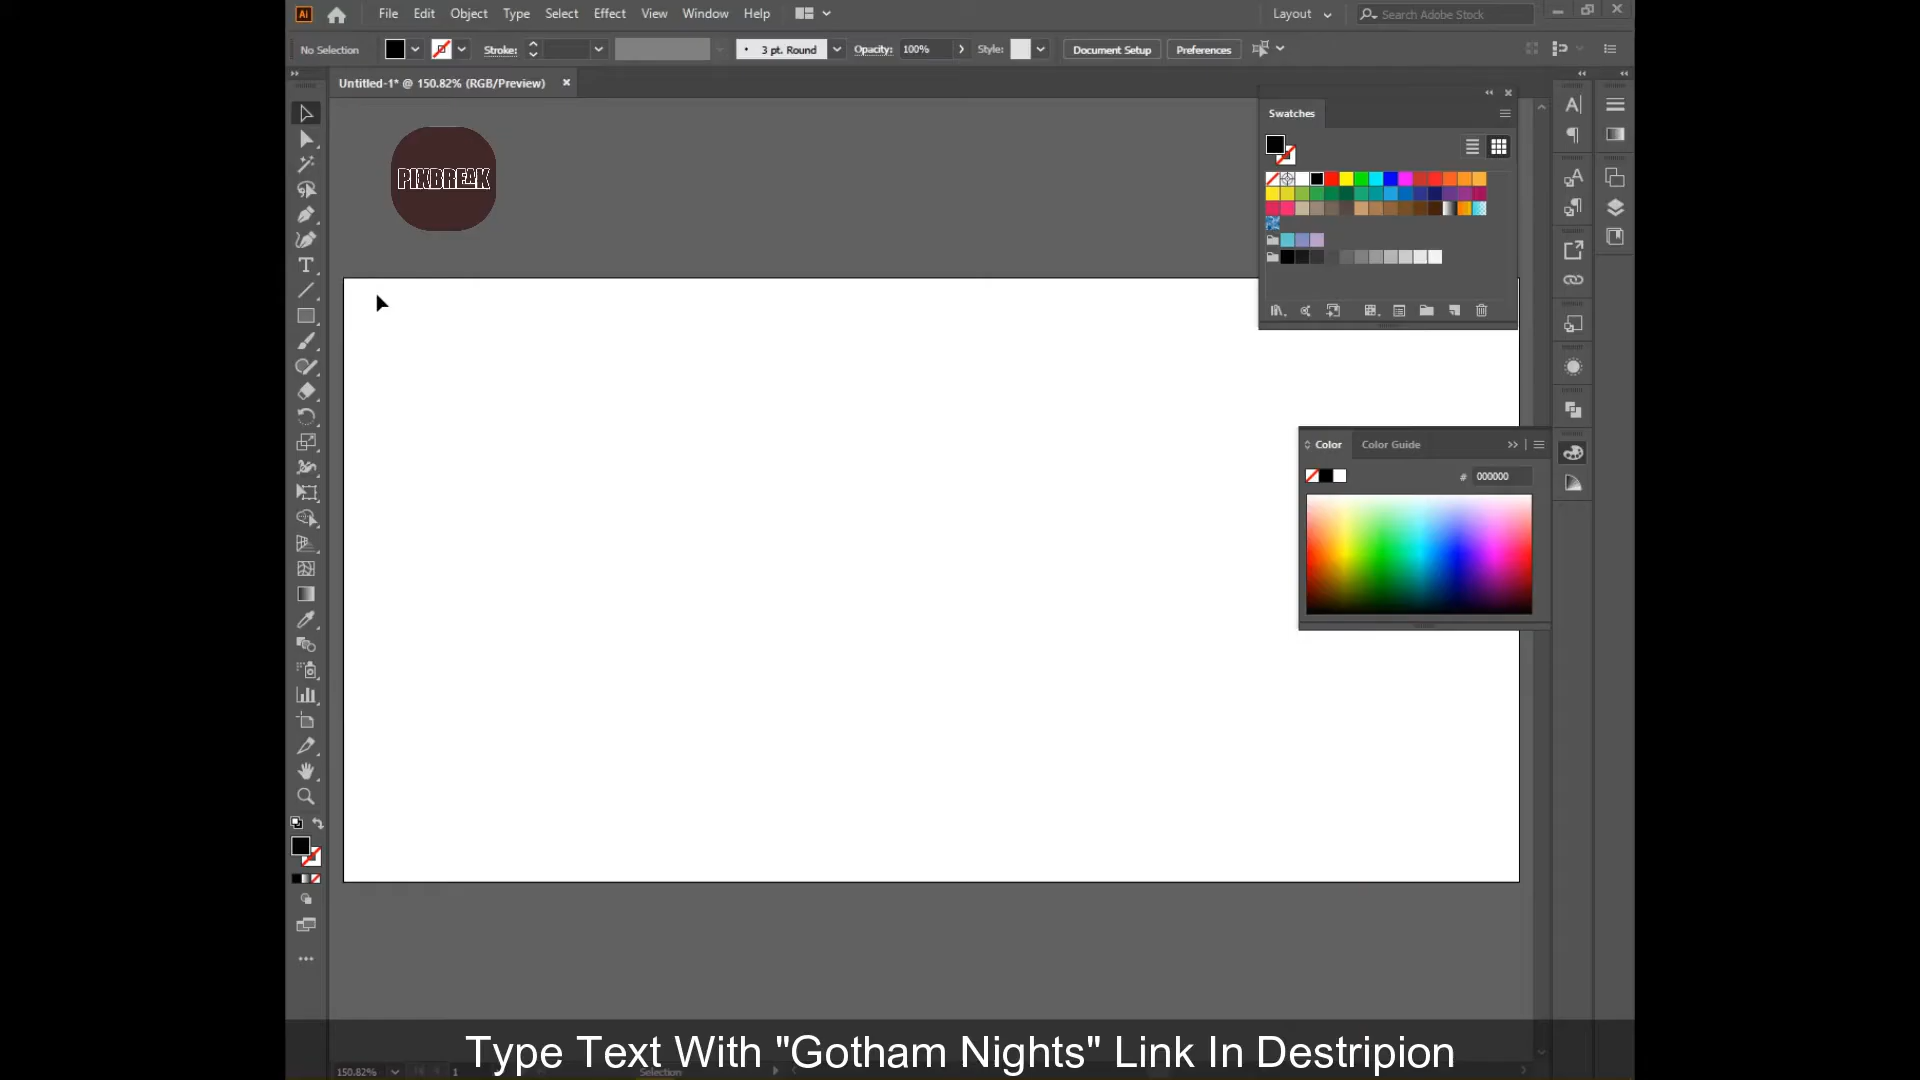 Ai File Edit Object Type Select Effect View Window Help Layout Search Adobe Stock
No Selection Stroke: 3 pt. Round Opacity: 100% Style: Document Setup Preferences
Untitled-1* @ 150.82% (RGB/Preview)
Swatches
PIXBREAK
Color Color Guide
# 000000
Type Text With "Gotham Nights" Link In Destripion
150.82% 1 Selection